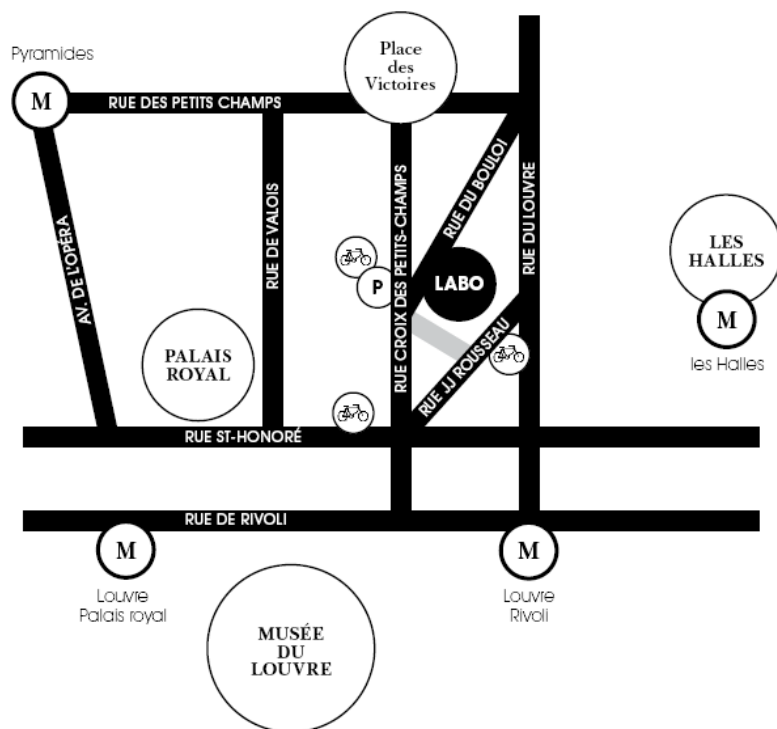 Pyramides
M
RUE DES PETITS CHAMPS
Place
des
Victoires
AV. DE L'OPÉRA
RUE DE VALOIS
RUE CROIX DES PETITS-CHAMPS
RUE DU BOULOI
RUE DU LOUVRE
P
LABO
LES
HALLES
M
les Halles
PALAIS
ROYAL
RUE JJ ROUSSEAU
RUE ST-HONORÉ
RUE DE RIVOLI
M
Louvre
Palais royal
M
Louvre
Rivoli
MUSÉE
DU
LOUVRE